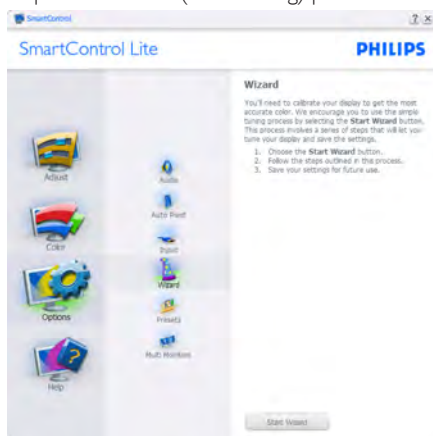 SmartControl
? x
SmartControl Lite
PHILIPS
Adjust
Color
Options
Help
Audio
Auto Pivot
Pivot
Wizard
Presets
Multi Monitors
Wizard
You'll need to calibrate your display to get the most
accurate color. We encourage you to use the simple
tuning process by selecting the Start Wizard button.
This process involves a series of steps that will let you
tune your display and save the settings.
1. Choose the Start Wizard button.
2. Follow the steps outlined in the process.
3. Save your settings for future use.
Start Wizard